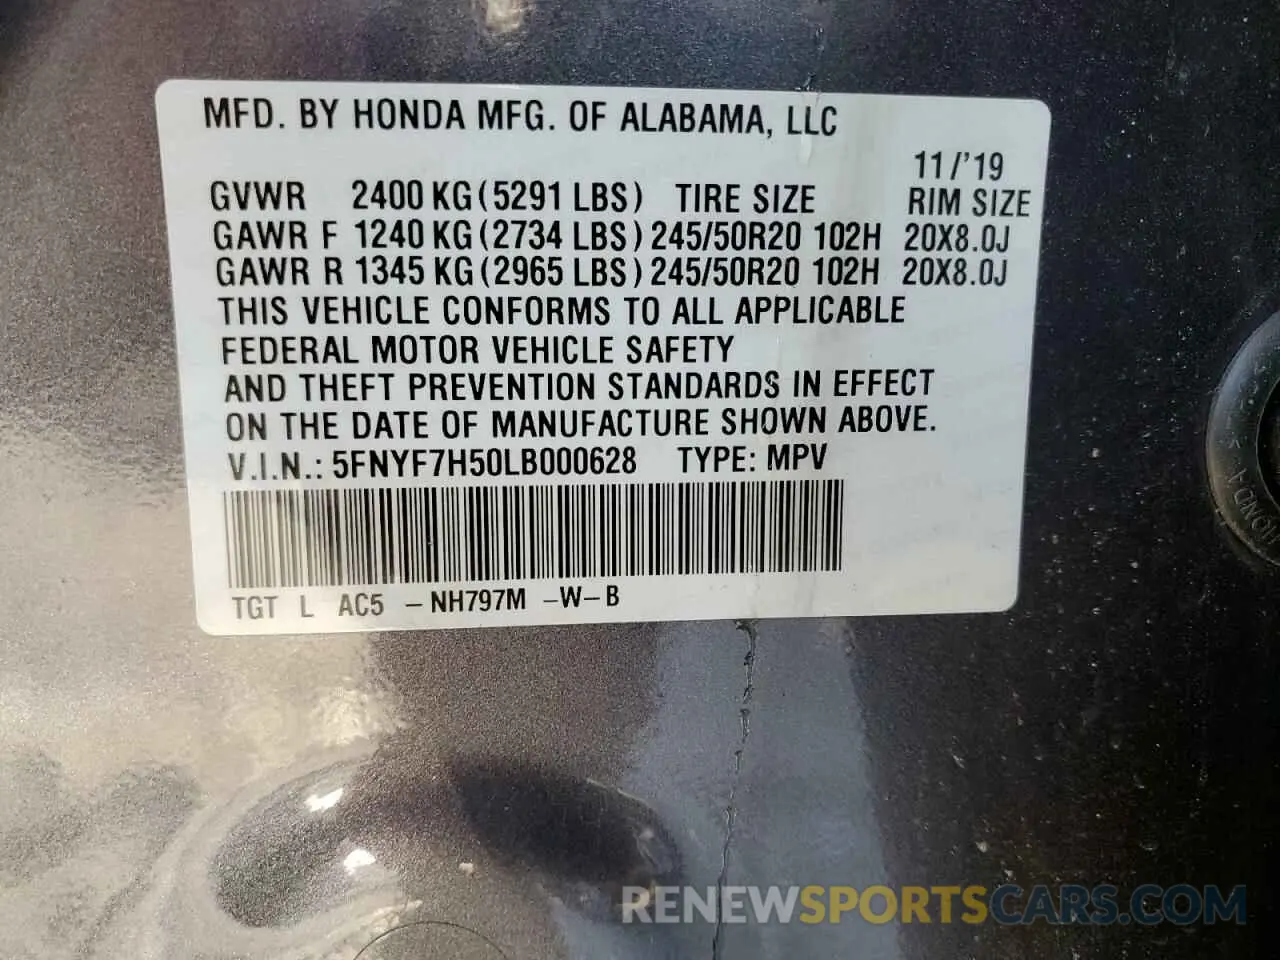 MFD. BY HONDA MFG. OF ALABAMA, LLC
11/'19
GVWR 2400 KG (5291 LBS) TIRE SIZE RIM SIZE
GAWR F 1240 KG (2734 LBS) 245/50R20 102H 20X8.0J
GAWR R 1345 KG (2965 LBS) 245/50R20 102H 20X8.0J
THIS VEHICLE CONFORMS TO ALL APPLICABLE
FEDERAL MOTOR VEHICLE SAFETY
AND THEFT PREVENTION STANDARDS IN EFFECT
ON THE DATE OF MANUFACTURE SHOWN ABOVE.
V.I.N.: 5FNYF7H50LB000628 TYPE: MPV
TGT L AC5 -NH797M -W-B
HONDA
RENEWSPORTSCARS.COM